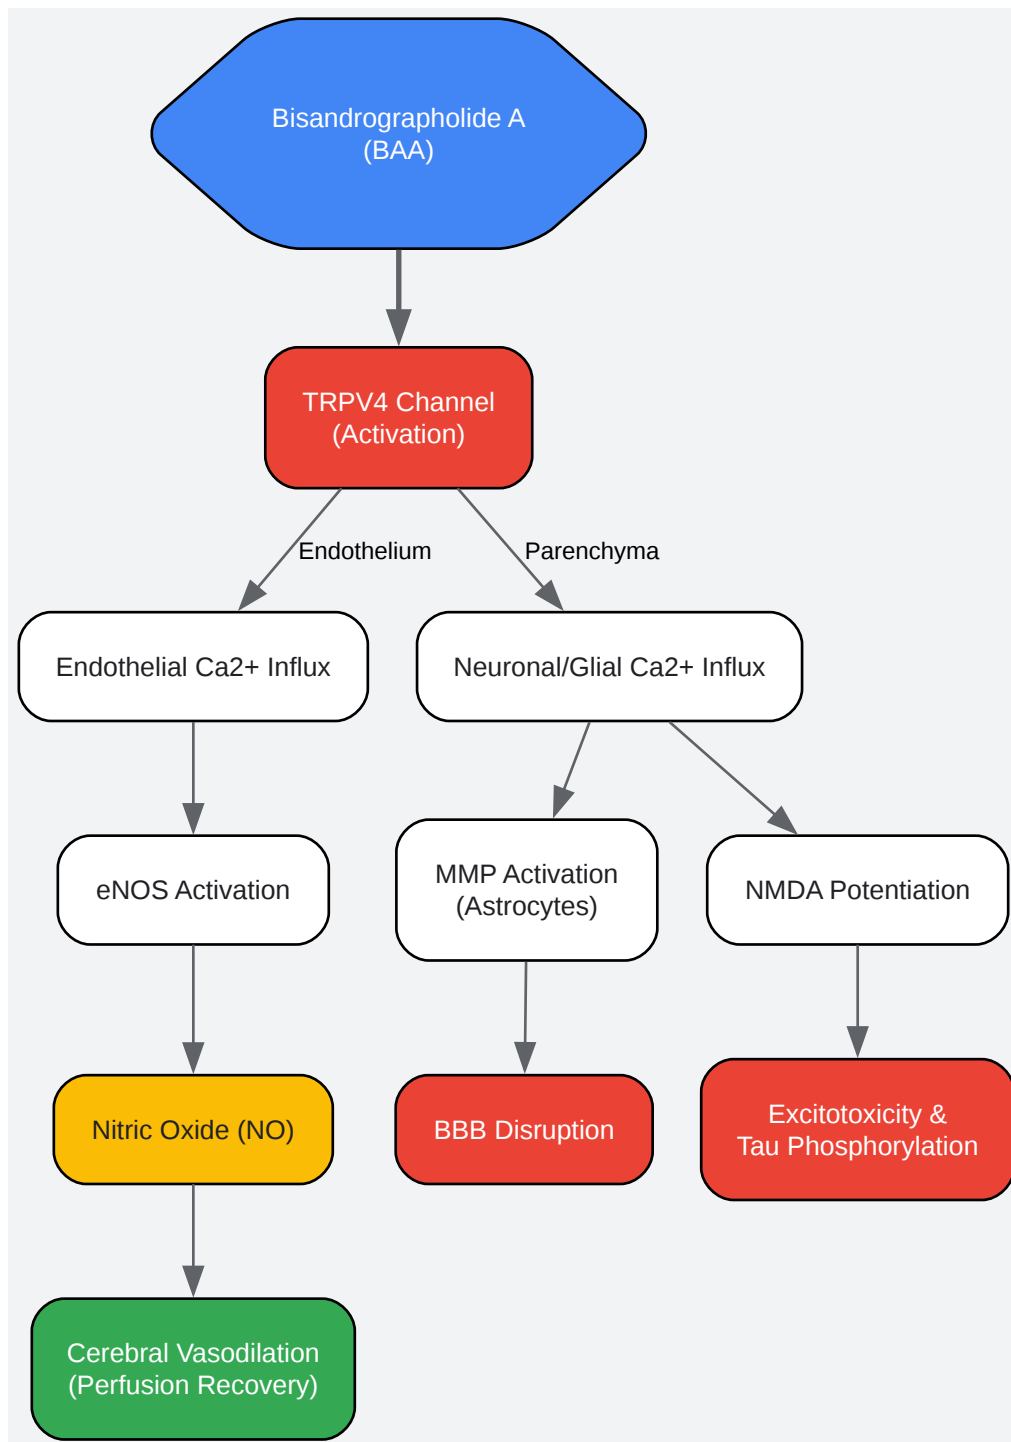 Bisandrographolide A
(BAA)
TRPV4 Channel
(Activation)
Endothelium
Parenchyma
Endothelial Ca2+ Influx
Neuronal/Glial Ca2+ Influx
eNOS Activation
MMP Activation
(Astrocytes)
NMDA Potentiation
Nitric Oxide (NO)
BBB Disruption
Excitotoxicity &
Tau Phosphorylation
Cerebral Vasodilation
(Perfusion Recovery)